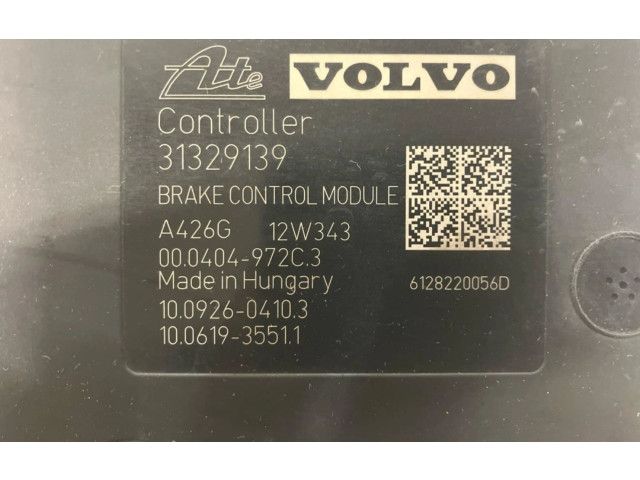 Ate VOLVO
Controller
31329139
BRAKE CONTROL MODULE
A426G 12W343
00.0404-972C.3
Made in Hungary 6128220056D
10.0926-0410.3
10.0619-3551.1